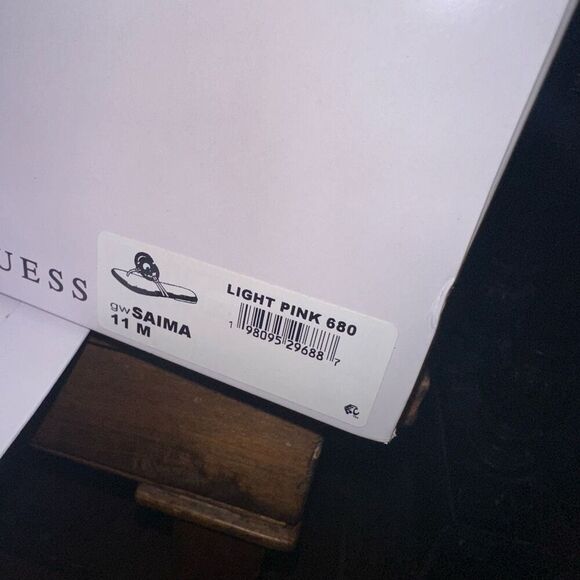 UESS
gwSAIMA
11 M
LIGHT PINK 680
1 98095 29688 7